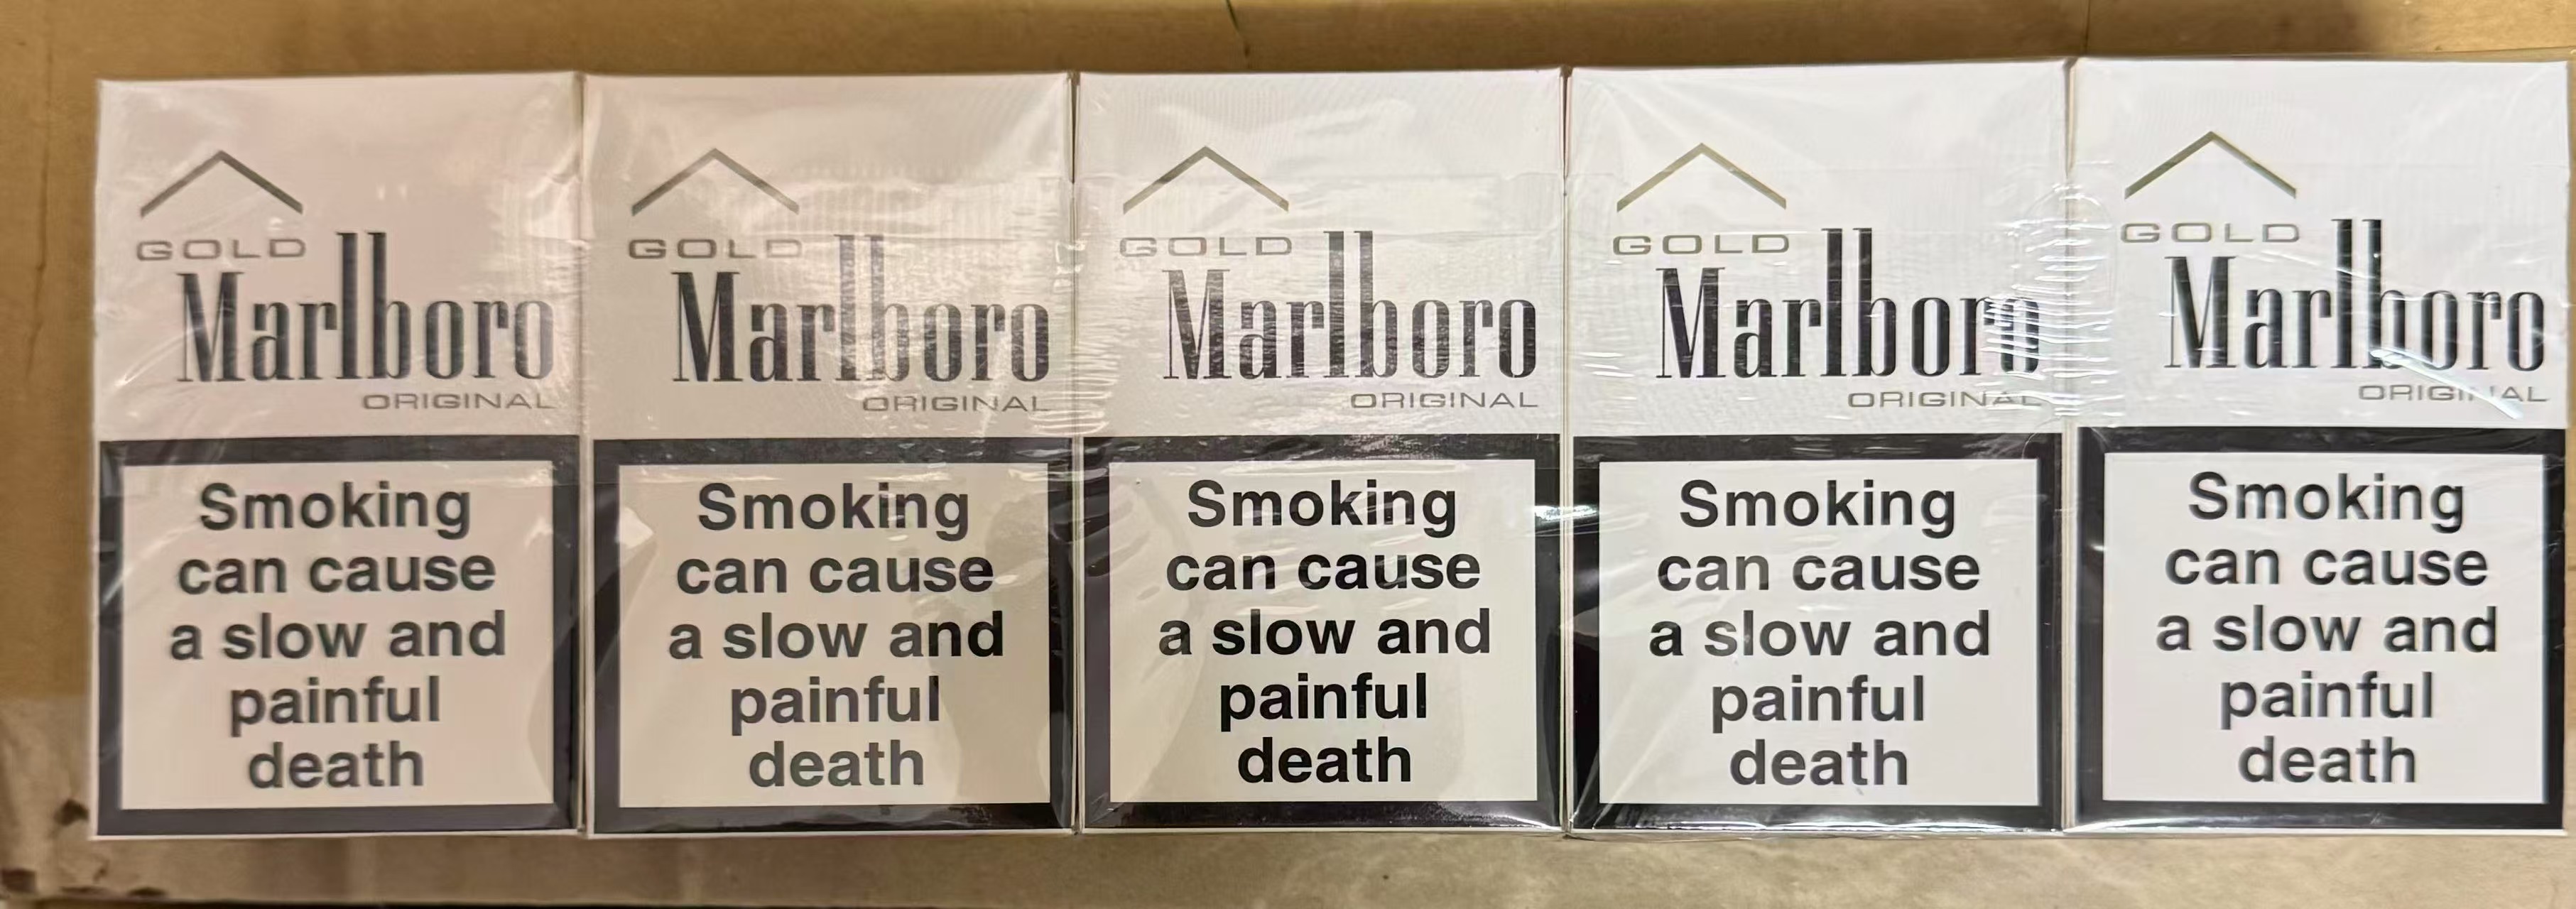 GOLD
Marlboro
ORIGINAL
Smoking
can cause
a slow and
painful
death
GOLD
Marlboro
ORIGINAL
Smoking
can cause
a slow and
painful
death
GOLD
Marlboro
ORIGINAL
Smoking
can cause
a slow and
painful
death
GOLD
Marlboro
ORIGINAL
Smoking
can cause
a slow and
painful
death
GOLD
Marlboro
ORIGINAL
Smoking
can cause
a slow and
painful
death